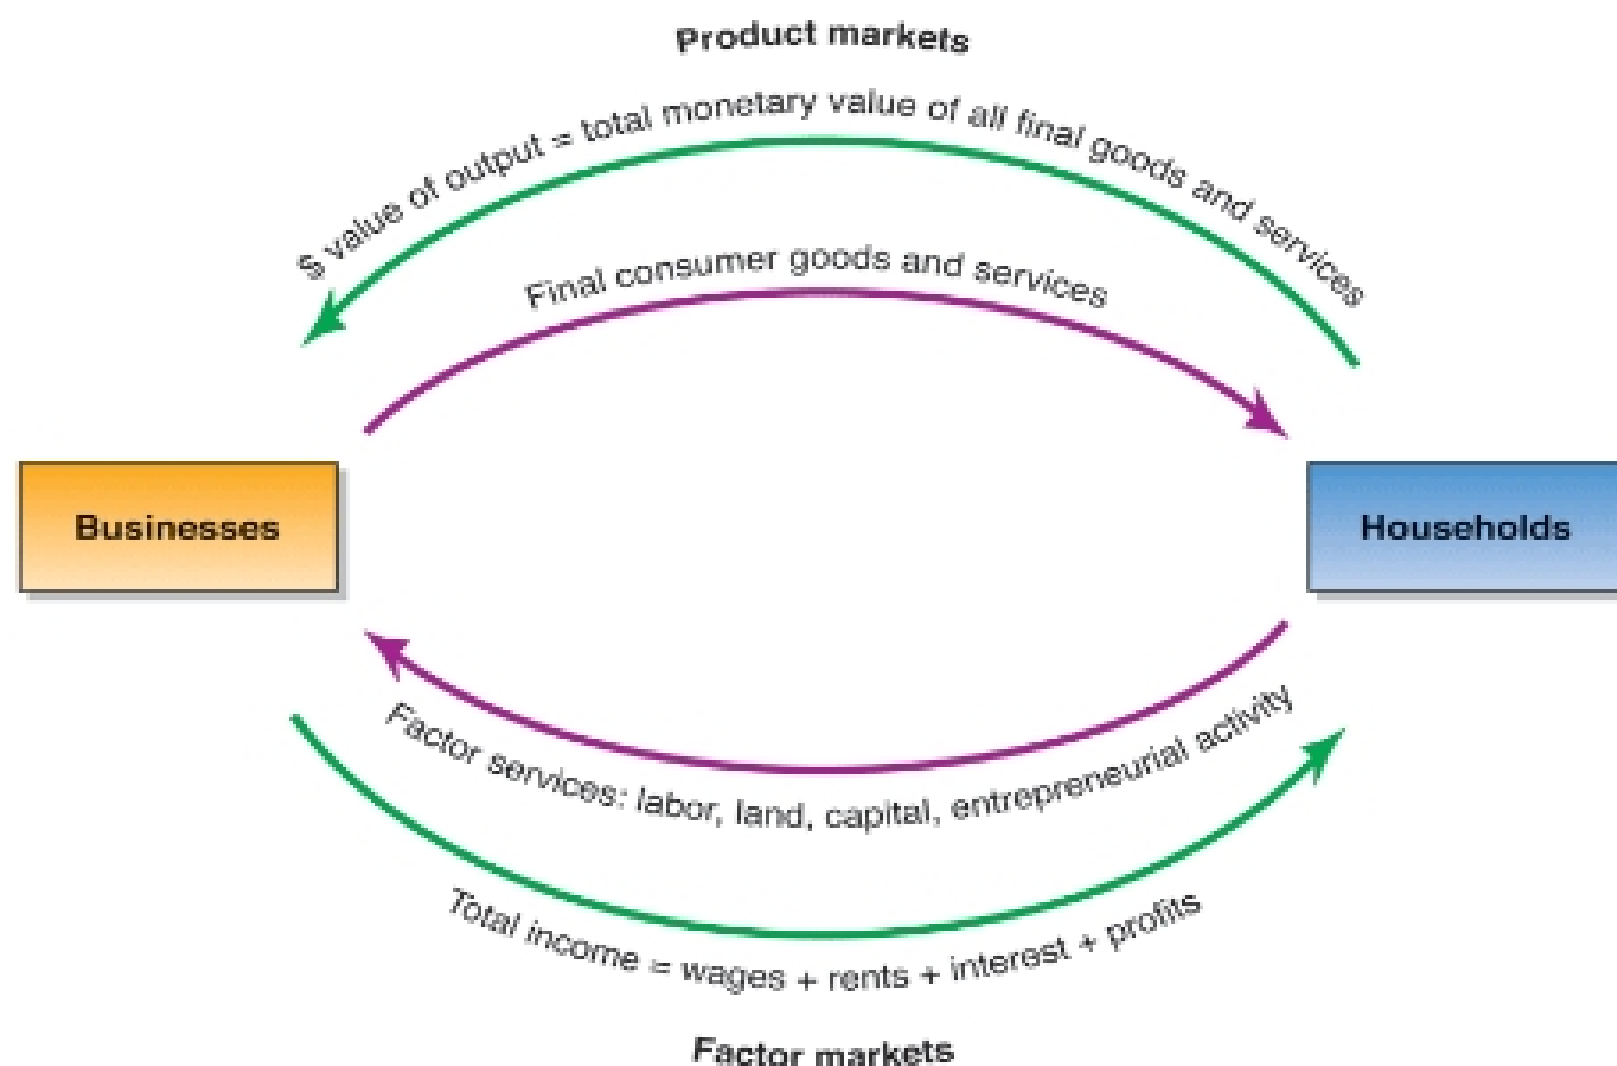 Product markets
$ value of output = total monetary value of all final goods and services
Final consumer goods and services
Businesses
Households
Factor services: labor, land, capital, entrepreneurial activity
Total income = wages + rents + interest + profits
Factor markets